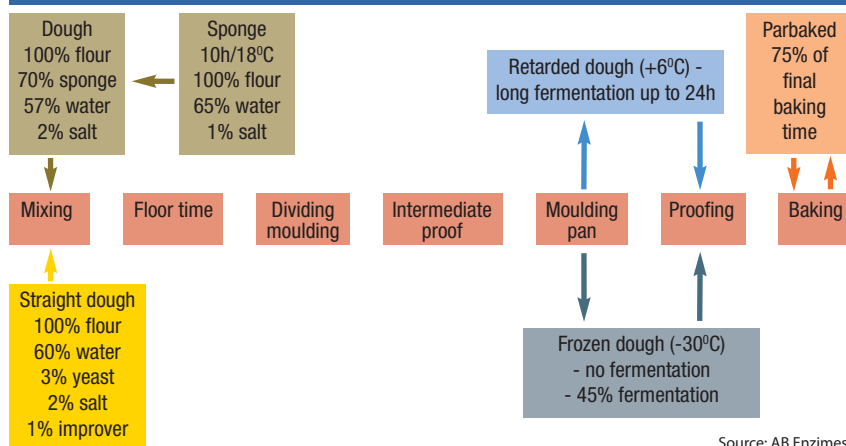 Dough
100% flour
70% sponge
57% water
2% salt
Sponge
10h/18⁰C
100% flour
65% water
1% salt
Retarded dough (+6⁰C) -
long fermentation up to 24h
Parbaked
75% of
final
baking
time
Mixing
Floor time
Dividing
moulding
Intermediate
proof
Moulding
pan
Proofing
Baking
Straight dough
100% flour
60% water
3% yeast
2% salt
1% improver
Frozen dough (-30⁰C)
- no fermentation
- 45% fermentation
Source: AB Enzimes